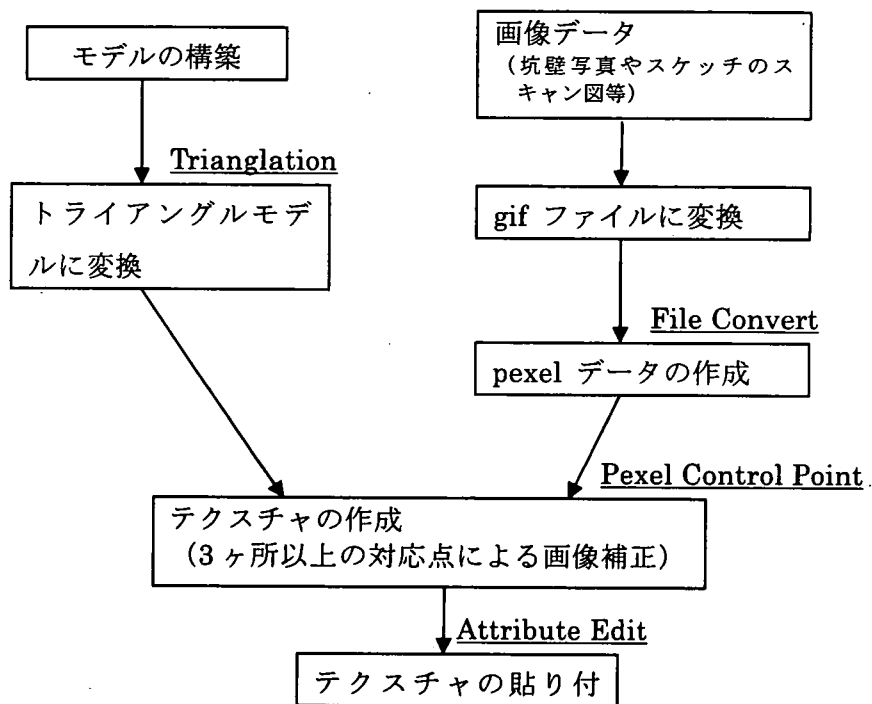 モデルの構築
Trianglation
トライアングルモデ
ルに変換
画像データ
（坑壁写真やスケッチのス
キャン図等）
gif ファイルに変換
File Convert
pexel データの作成
Pexel Control Point
テクスチャの作成
（3ヶ所以上の対応点による画像補正）
Attribute Edit
テクスチャの貼り付